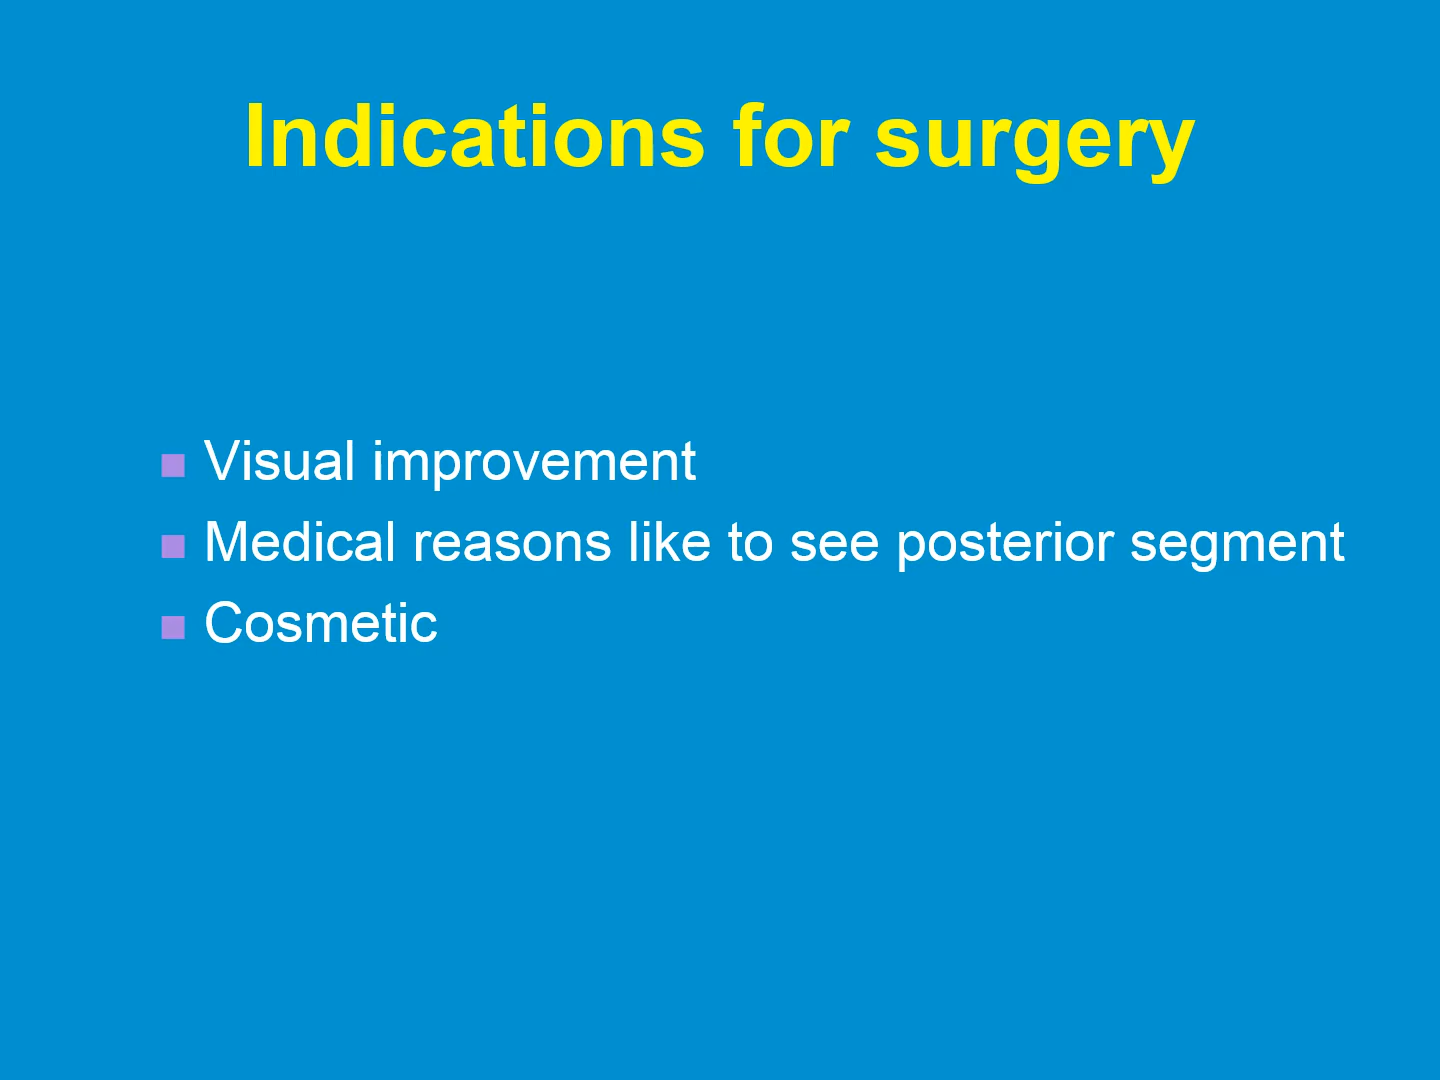 Indications for surgery
Visual improvement
Medical reasons like to see posterior segment
Cosmetic